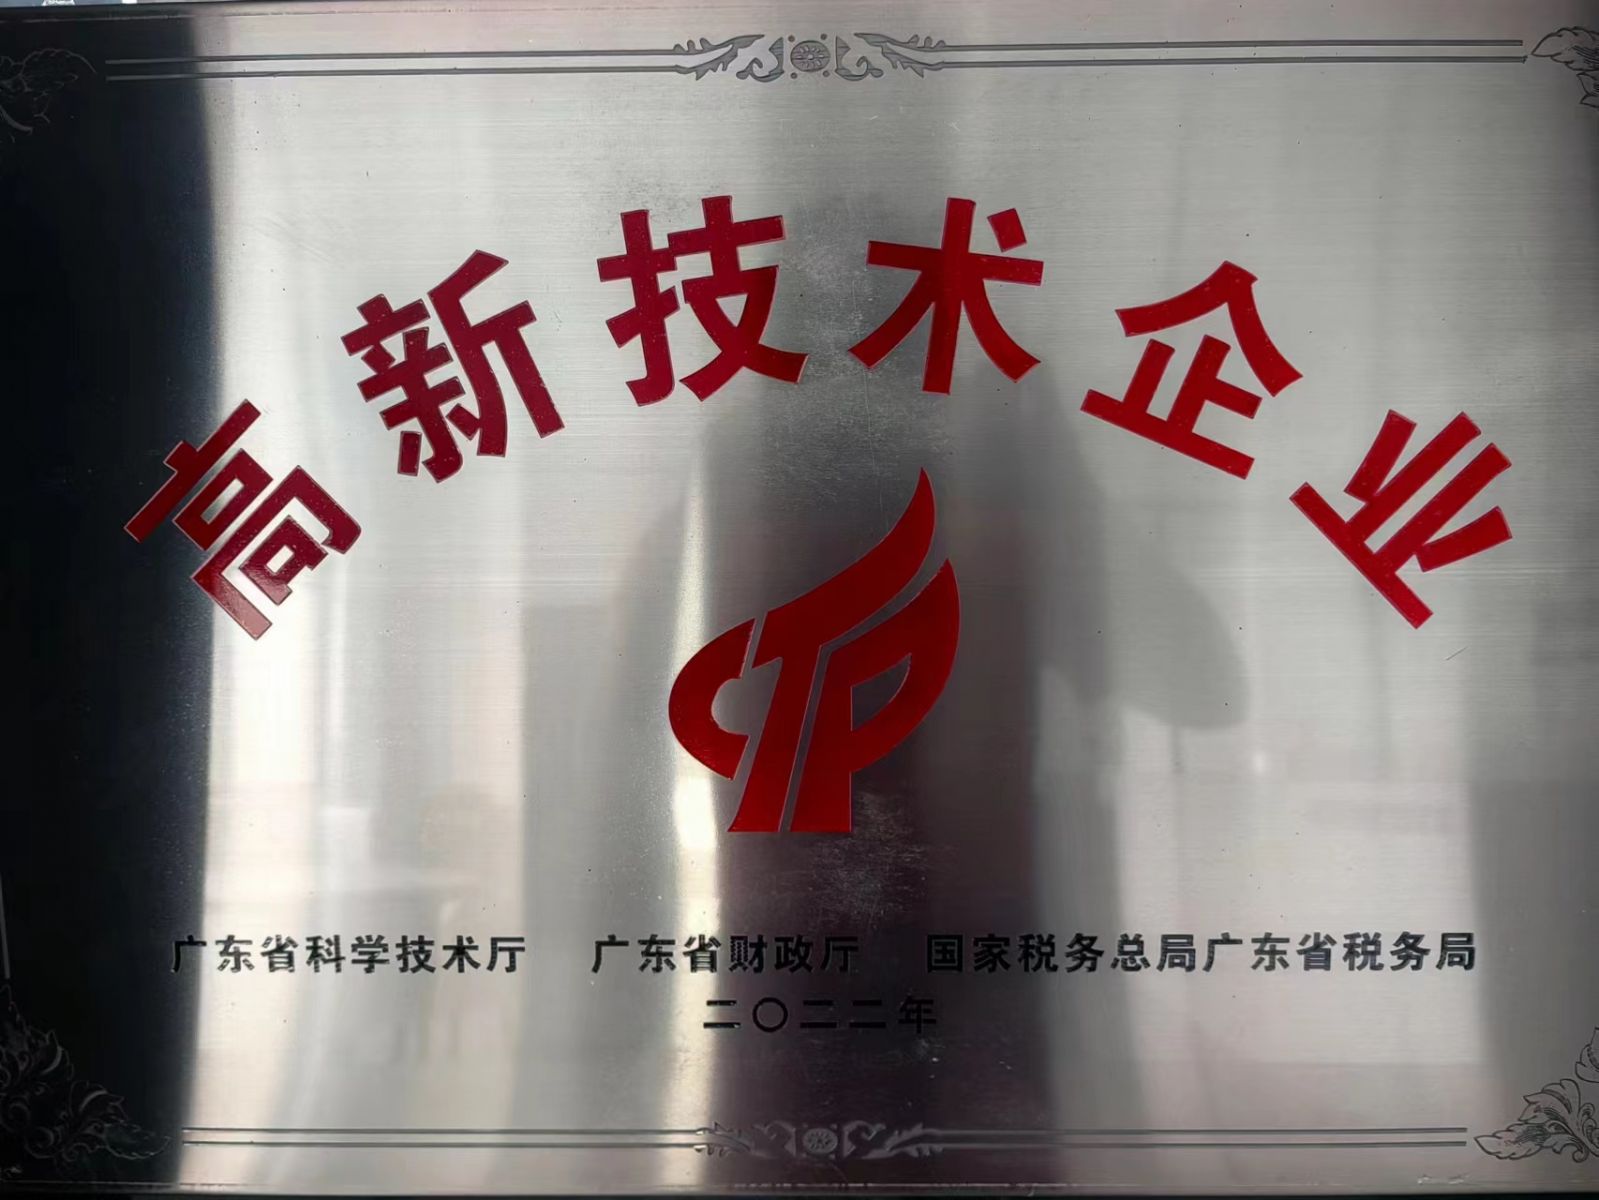 高新技术企业
广东省科学技术厅 广东省财政厅 国家税务总局广东省税务局
二〇二二年